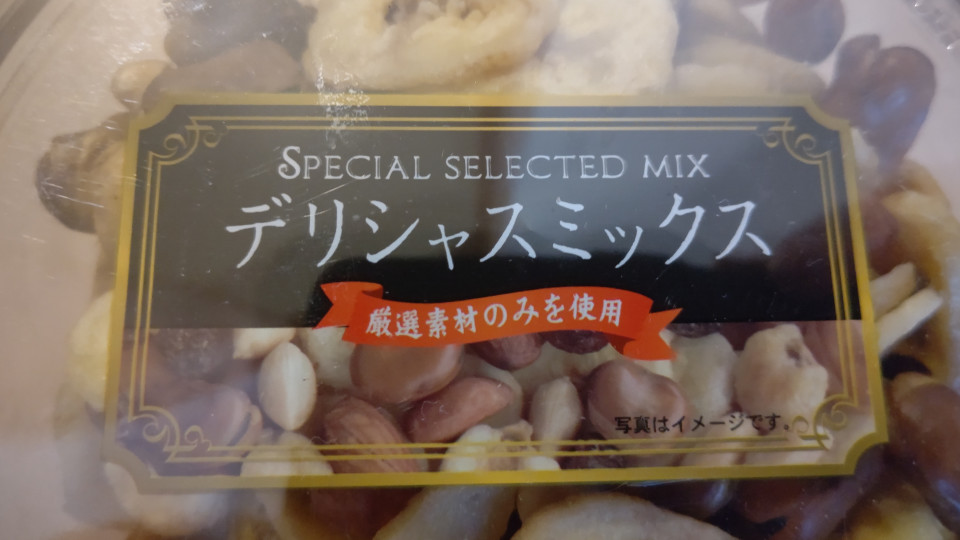 SPECIAL SELECTED MIX
デリシャスミックス
厳選素材のみを使用
写真はイメージです。